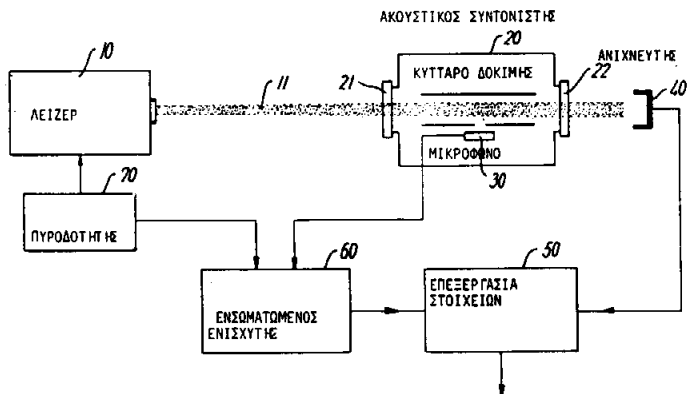 ΑΚΟΥΣΤΙΚΟΣ ΣΥΝΤΟΝΙΣΤΗΣ
10
20
ΑΝΙΧΝΕΥΤΗΣ
21
ΚΥΤΤΑΡΟ ΔΟΚΙΜΗΣ
22
40
11
ΛΕΙΖΕΡ
ΜΙΚΡΟΦΩΝΟ
30
70
ΠΥΡΟΔΟΤΗΤΗΣ
60
50
ΕΠΕΞΕΡΓΑΣΙΑ
ΣΤΟΙΧΕΙΩΝ
ΕΝΣΩΜΑΤΩΜΕΝΟΣ
ΕΝΙΣΧΥΤΗΣ